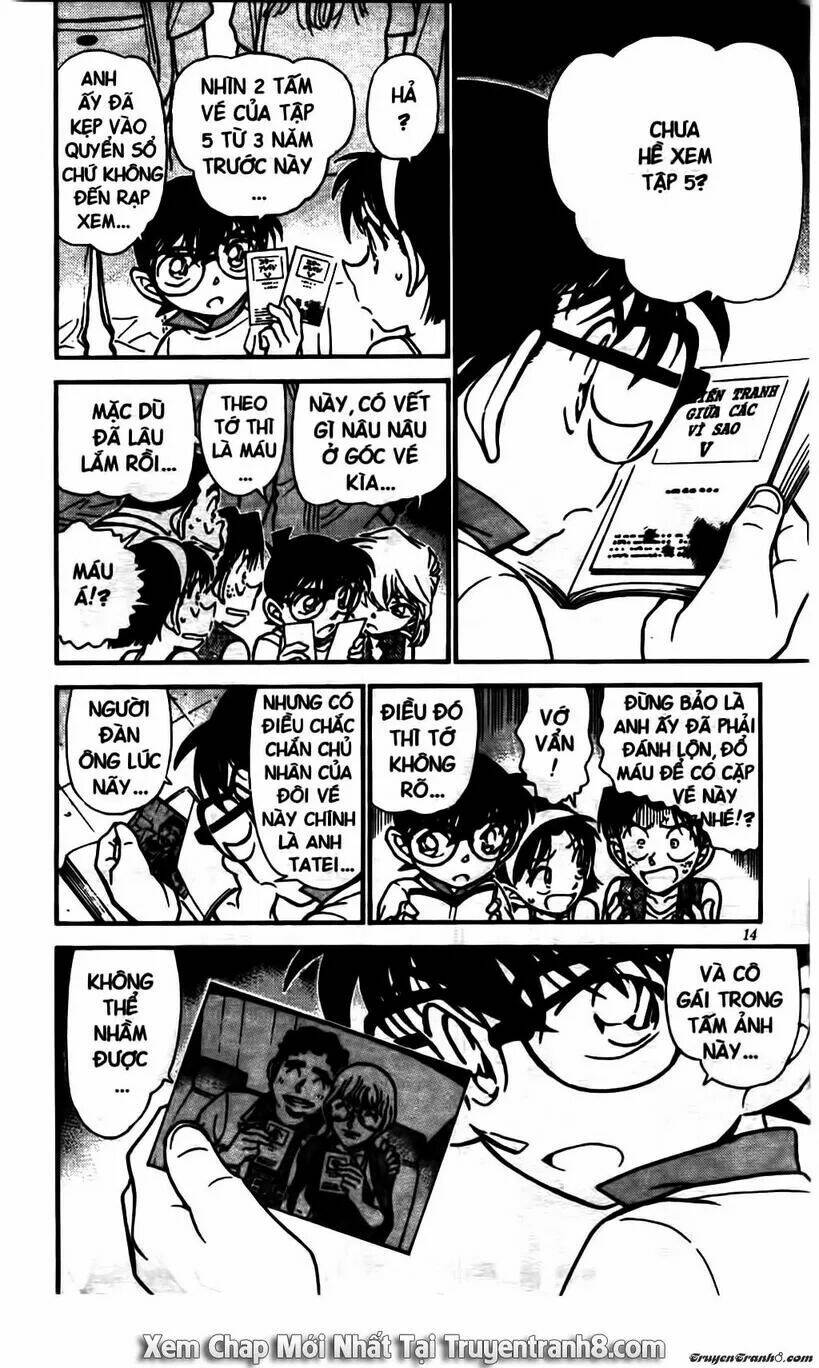 CHƯA
HỀ XEM
TẬP 5?
HẢ
?
NHÌN 2 TẤM
VÉ CỦA TẬP
5 TỪ 3 NĂM
TRƯỚC NÀY
...
ANH
ẤY ĐÃ
KẸP VÀO
QUYỂN SỔ
CHỨ KHÔNG
ĐẾN RẠP
XEM...
TRANH
GIỮA CÁC
VÌ SAO
V
NÀY, CÓ VẾT
GÌ NÂU NÂU
Ở GÓC VÉ
KÌA...
THEO
TỚ THÌ
LÀ MÁU
...
MẶC DÙ
ĐÃ LÂU
LẮM RỒI...
MÁU
Á!?
ĐỪNG BẢO LÀ
ANH ẤY ĐÃ PHẢI
ĐÁNH LỘN, ĐỔ
MÁU ĐỂ CÓ CẶP
VÉ NÀY
NHÉ!?
VỚ
VẨN
!
ĐIỀU ĐÓ
THÌ TỚ
KHÔNG
RÕ...
NHƯNG CÓ
ĐIỀU CHẮC
CHẮN CHỦ
NHÂN CỦA
ĐÔI VÉ
NÀY CHÍNH
LÀ ANH
TATEI...
NGƯỜI
ĐÀN
ÔNG LÚC
NÃY...
14
VÀ CÔ
GÁI TRONG
TẤM ẢNH
NÀY...
KHÔNG
THỂ
NHẦM
ĐƯỢC
...
Xem Chap Mới Nhất Tại Truyentranh8.com
TruyenTranh8.com